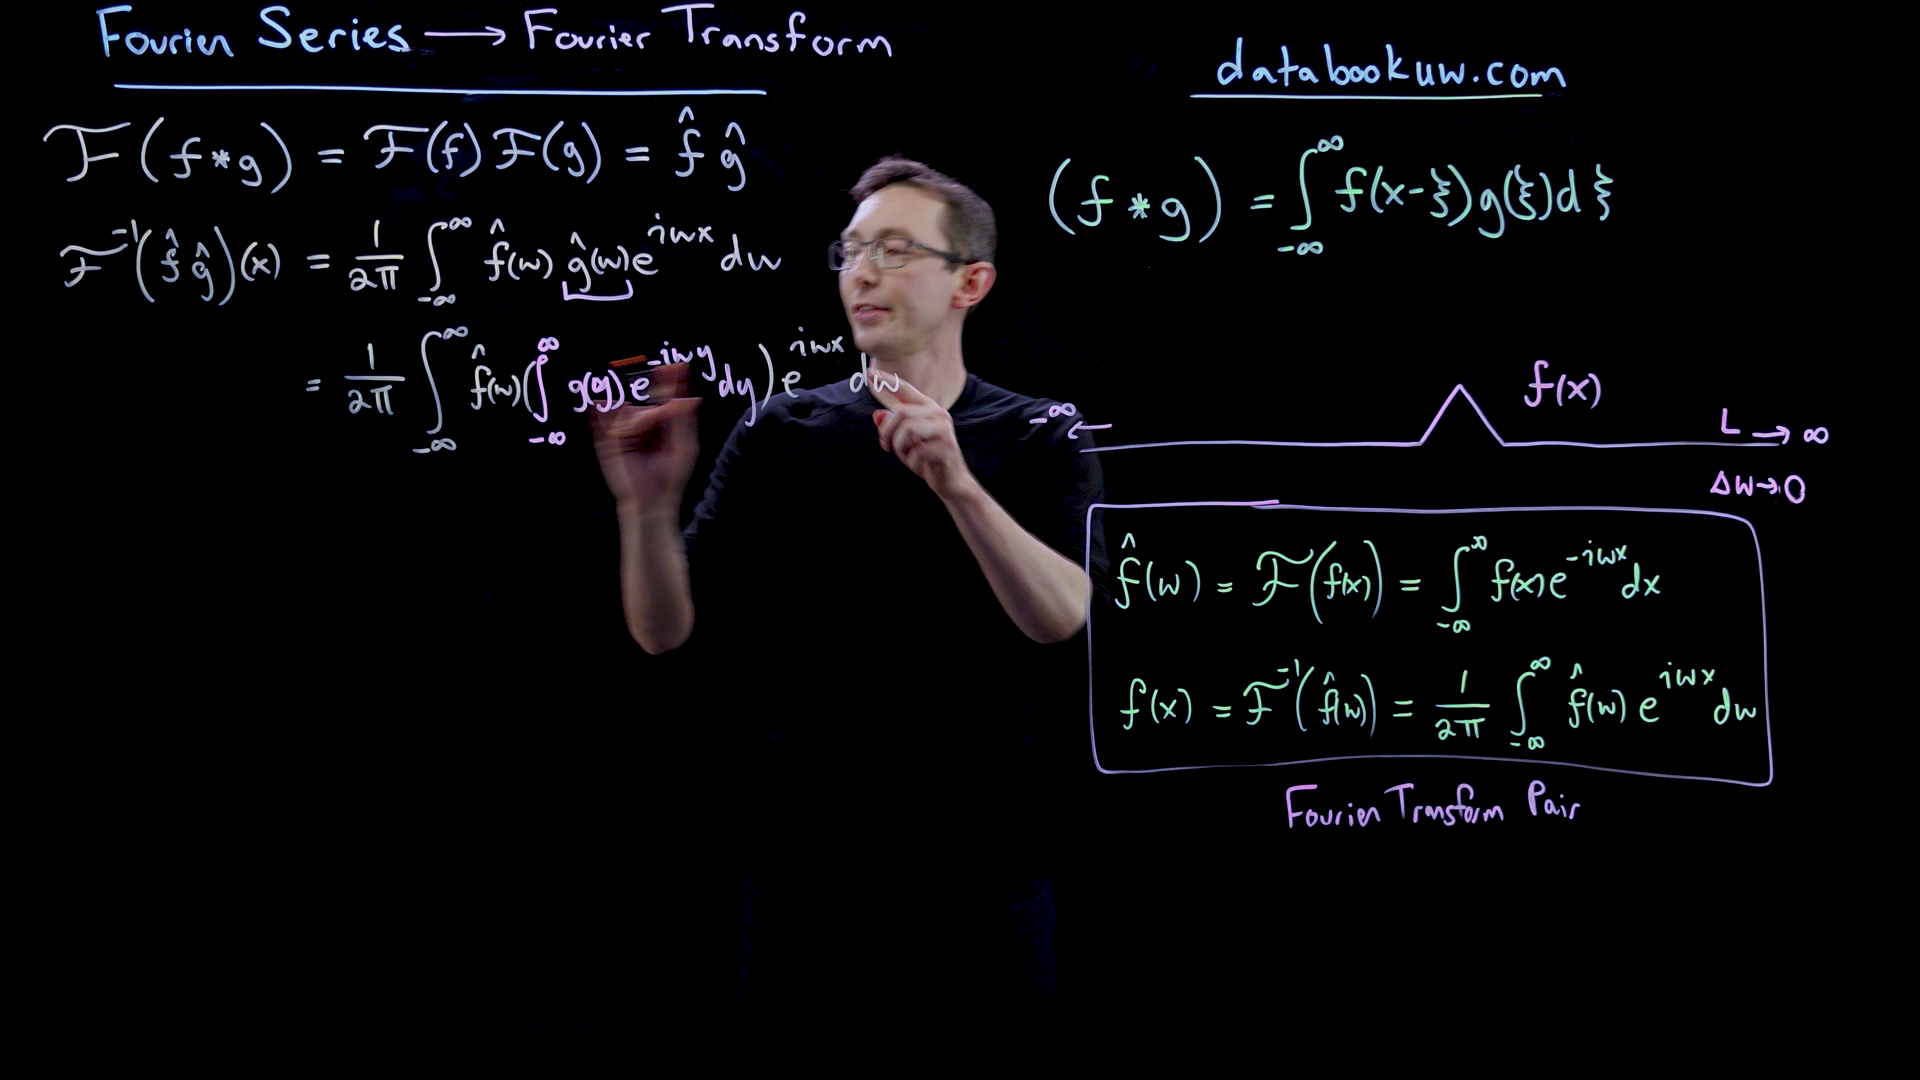 Fourier Series → Fourier Transform
F(f*g) = F(f) F(g) = f̂ ĝ
F⁻¹(f̂ ĝ)(x) = 1/2π ∫_{-∞}^{∞} f̂(w) ĝ(w) e^{iwx} dw
= 1/2π ∫_{-∞}^{∞} f̂(w) (∫_{-∞}^{∞} g(y) e^{-iwy} dy) e^{iwx} dw
databookuw.com
(f*g) = ∫_{-∞}^{∞} f(x-ξ) g(ξ) dξ
f(x)
-∞ ←
L → ∞
Δw → 0
f̂(w) = F(f(x)) = ∫_{-∞}^{∞} f(x) e^{-iwx} dx
f(x) = F⁻¹(f̂(w)) = 1/2π ∫_{-∞}^{∞} f̂(w) e^{iwx} dw
Fourier Transform Pair